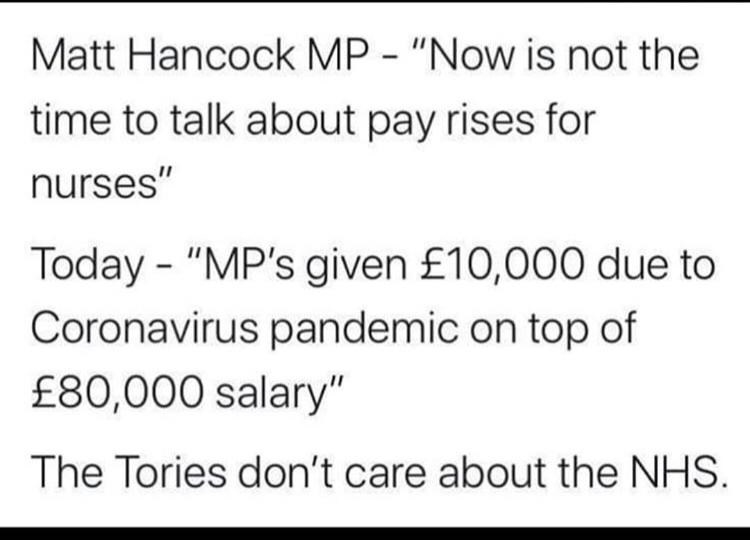 Matt Hancock MP - "Now is not the
time to talk about pay rises for
nurses"
Today - "MP's given £10,000 due to
Coronavirus pandemic on top of
£80,000 salary"
The Tories don't care about the NHS.